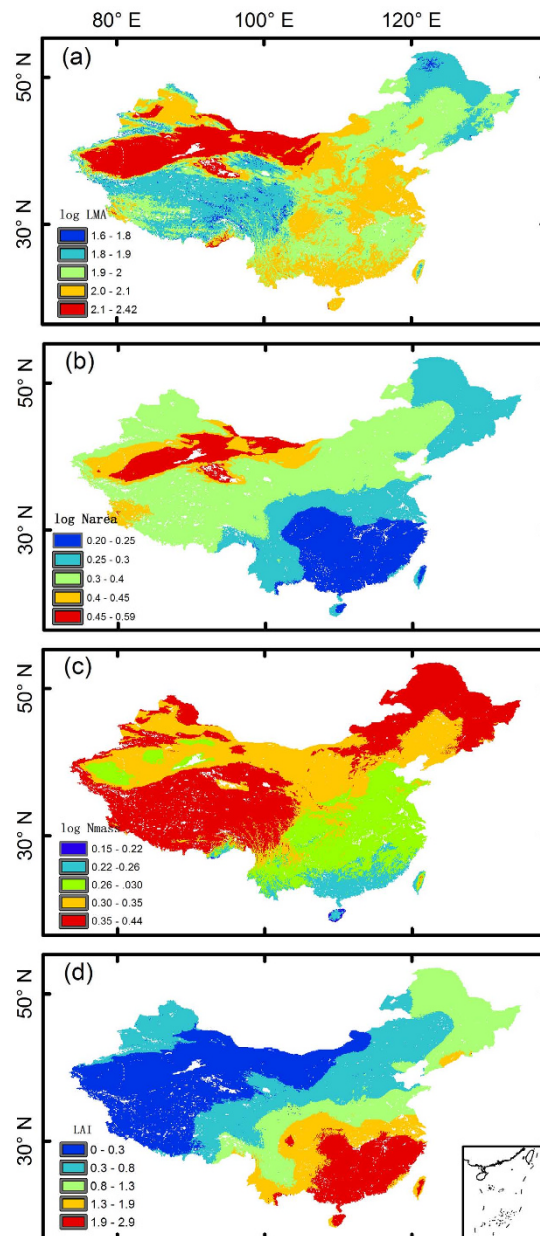 80° E 100° E 120° E
(a)
50° N
30° N
log LMA
1.6 - 1.8
1.8 - 1.9
1.9 - 2
2.0 - 2.1
2.1 - 2.42
(b)
50° N
30° N
log Narea
0.20 - 0.25
0.25 - 0.3
0.3 - 0.4
0.4 - 0.45
0.45 - 0.59
(c)
50° N
30° N
log Nmas
0.15 - 0.22
0.22 - 0.26
0.26 - .030
0.30 - 0.35
0.35 - 0.44
(d)
50° N
30° N
LAI
0 - 0.3
0.3 - 0.8
0.8 - 1.3
1.3 - 1.9
1.9 - 2.9